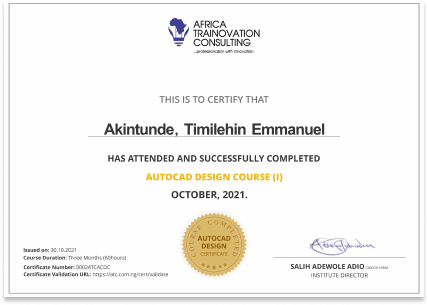 AFRICA
TRAINOVATION
CONSULTING
...professionalism with innovation
THIS IS TO CERTIFY THAT
Akintunde, Timilehin Emmanuel
HAS ATTENDED AND SUCCESSFULLY COMPLETED
AUTOCAD DESIGN COURSE (I)
OCTOBER, 2021.
COURSE COMPLETE
AUTOCAD
DESIGN
CERTIFICATE
Issued on: 30.10.2021
Course Duration: Three Months (60hours)
Certificate Number: 0002ATCACDC
Certificate Validation URL: https://atc.com.ng/cert/validate
SALIH ADEWOLE ADIO
INSTITUTE DIRECTOR